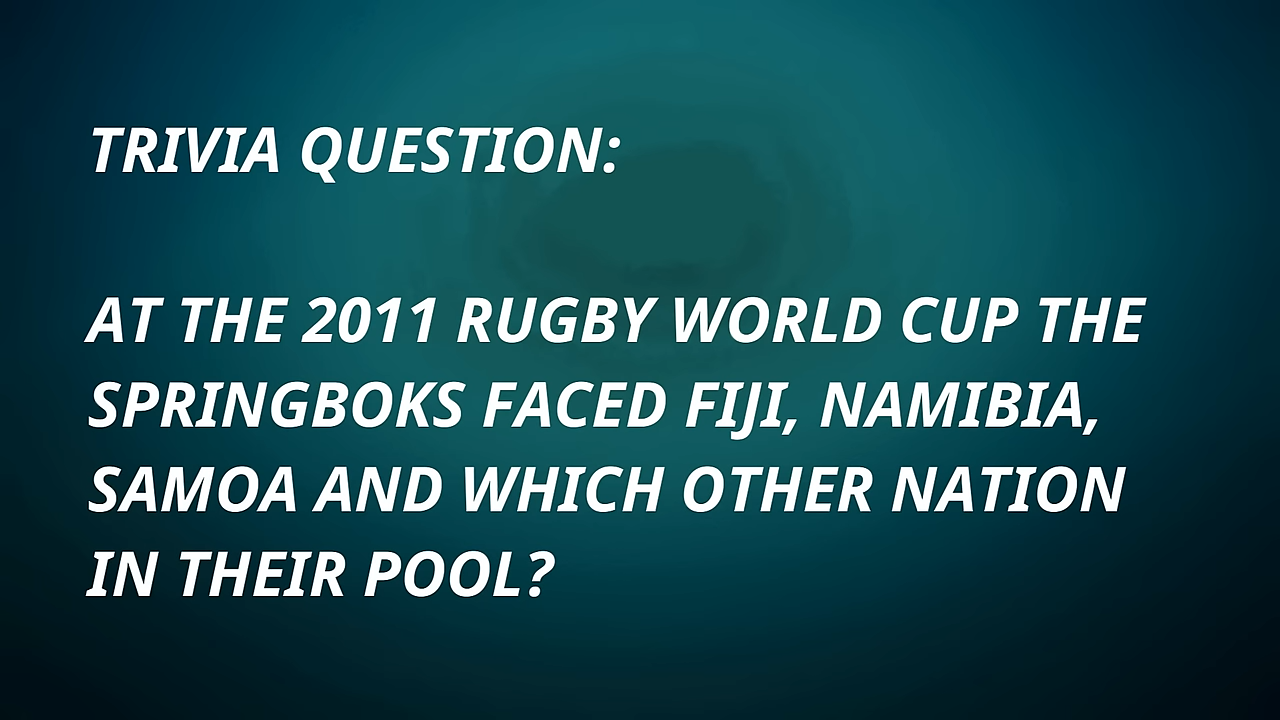 TRIVIA QUESTION:
AT THE 2011 RUGBY WORLD CUP THE
SPRINGBOKS FACED FIJI, NAMIBIA,
SAMOA AND WHICH OTHER NATION
IN THEIR POOL?